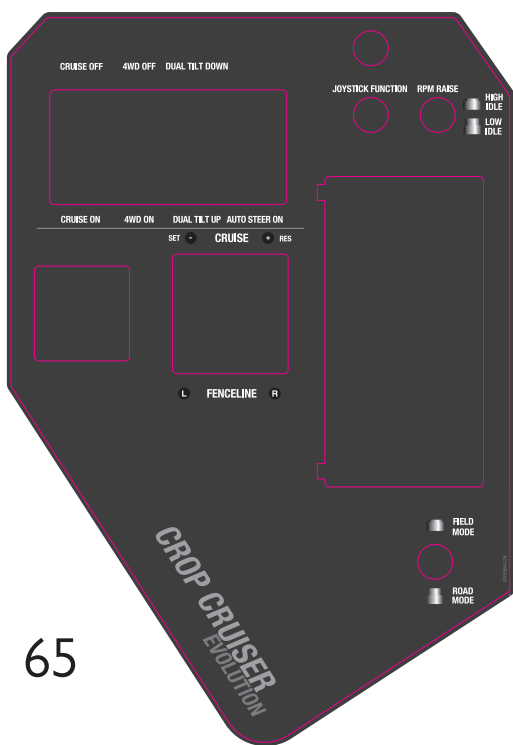 CRUISE OFF 4WD OFF DUAL TILT DOWN
JOYSTICK FUNCTION RPM RAISE
HIGH
IDLE
LOW
IDLE
CRUISE ON 4WD ON DUAL TILT UP AUTO STEER ON
SET - CRUISE + RES
L FENCELINE R
FIELD
MODE
ROAD
MODE
CROP CRUISER
EVOLUTION
65